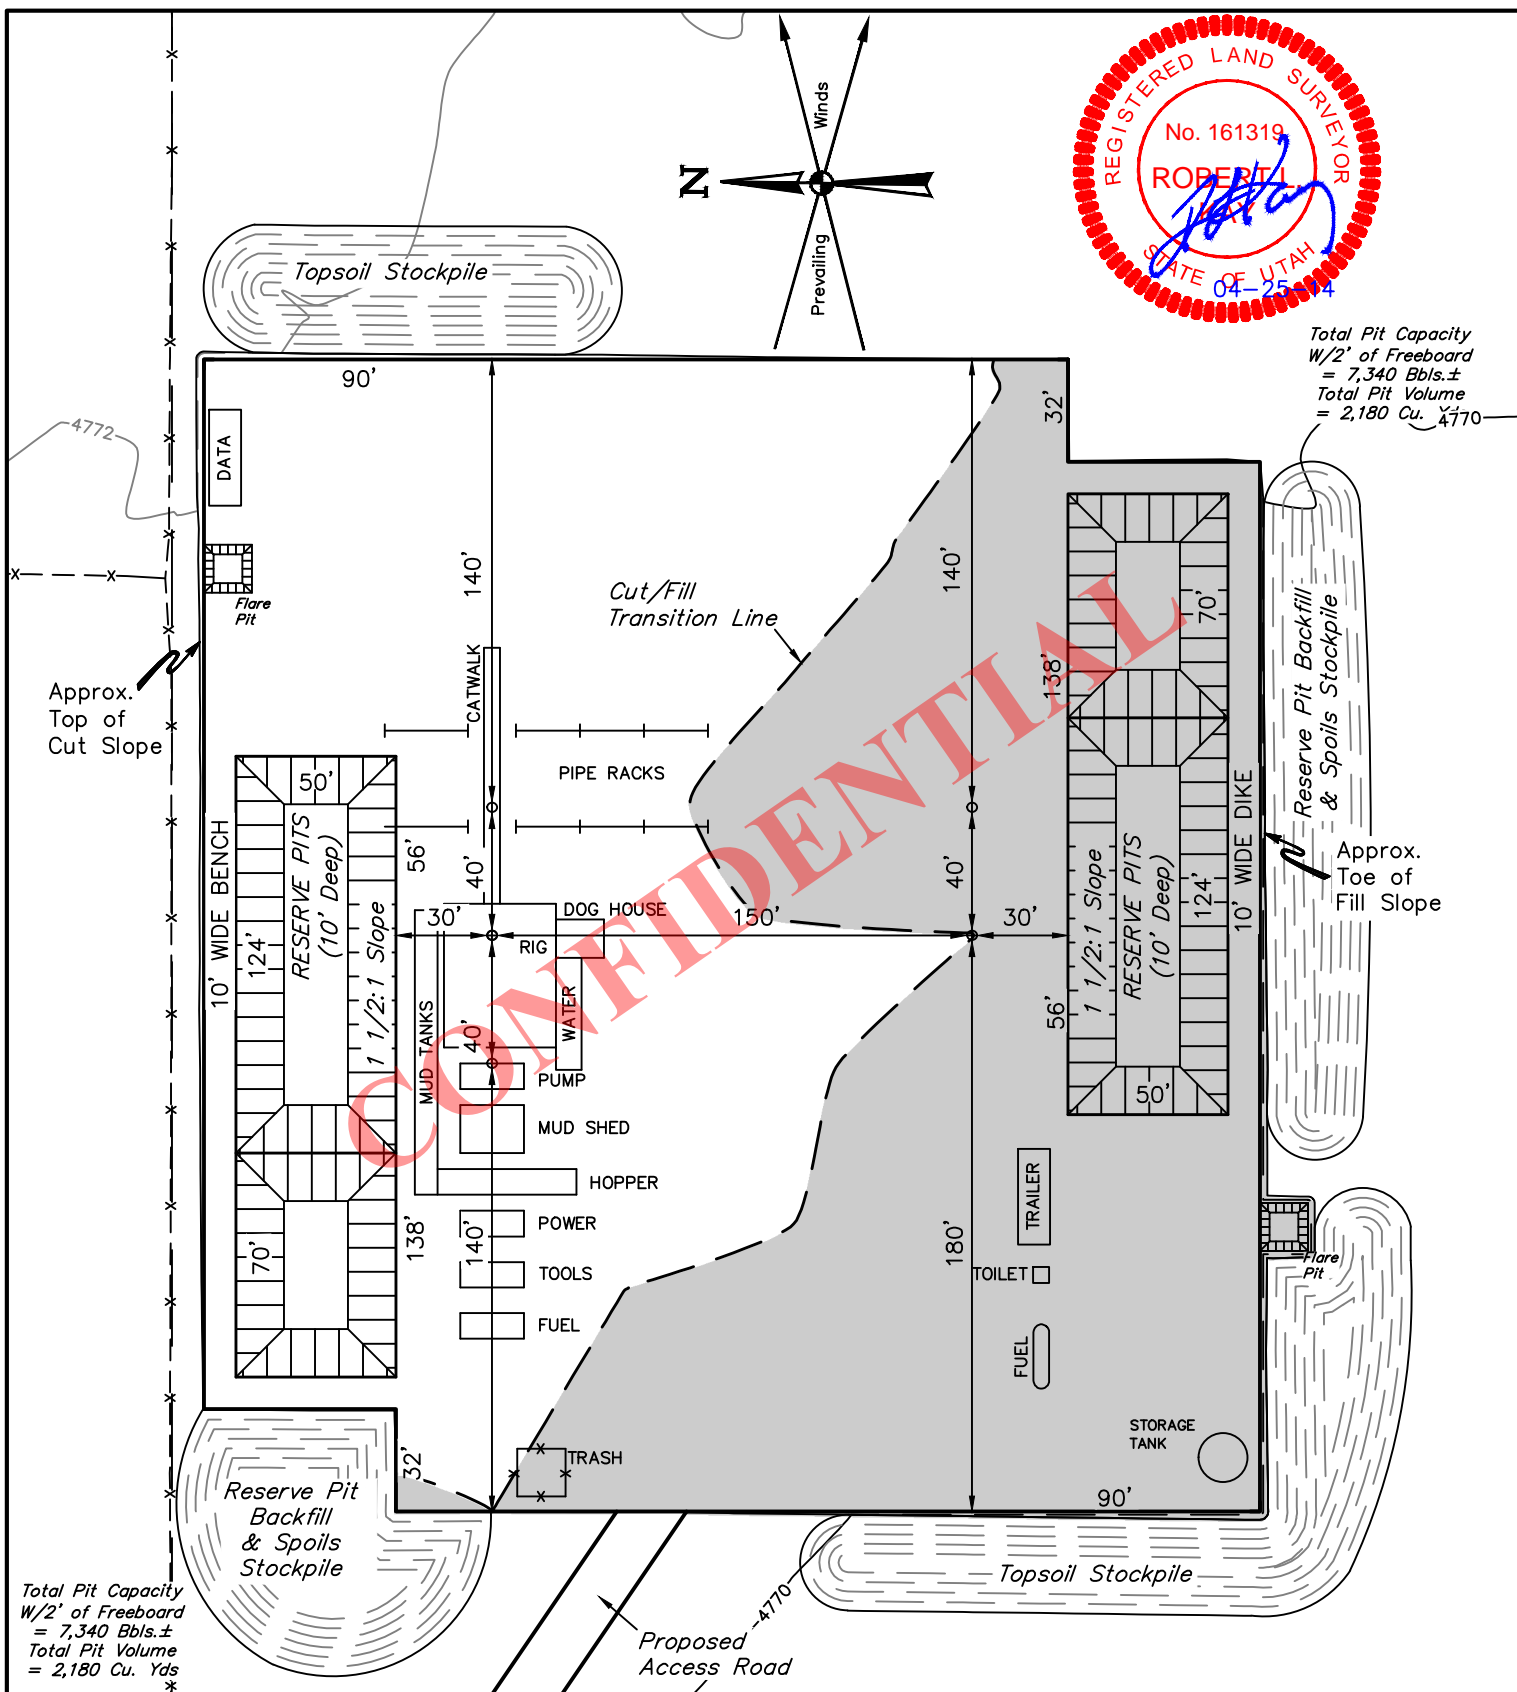 Winds
Prevailing
N
REGISTERED LAND SURVEYOR
No. 161319
ROBERT L.
KAY
STATE OF UTAH
04-25-14
Topsoil Stockpile
Total Pit Capacity
W/2' of Freeboard
= 7,340 Bbls.±
Total Pit Volume
= 2,180 Cu.
4770
90'
32'
4772
DATA
Flare
Pit
140'
140'
Cut/Fill
Transition Line
70'
138'
Reserve Pit Backfill
& Spoils Stockpile
Approx.
Top of
Cut Slope
CATWALK
PIPE RACKS
50'
10' WIDE BENCH
RESERVE PITS
(10' Deep)
124'
1 1/2:1 Slope
56'
40'
40'
30'
DOG HOUSE
150'
30'
RIG
WATER
MUD TANKS
40'
PUMP
MUD SHED
HOPPER
POWER
TOOLS
FUEL
138'
140'
70'
180'
1 1/2:1 Slope
RESERVE PITS
(10' Deep)
124'
10' WIDE DIKE
56'
50'
Approx.
Toe of
Fill Slope
TRAILER
TOILET
FUEL
Flare
Pit
STORAGE
TANK
TRASH
32'
90'
CONFIDENTIAL
Reserve Pit
Backfill
& Spoils
Stockpile
Topsoil Stockpile
Total Pit Capacity
W/2' of Freeboard
= 7,340 Bbls.±
Total Pit Volume
= 2,180 Cu. Yds
4770
Proposed
Access Road